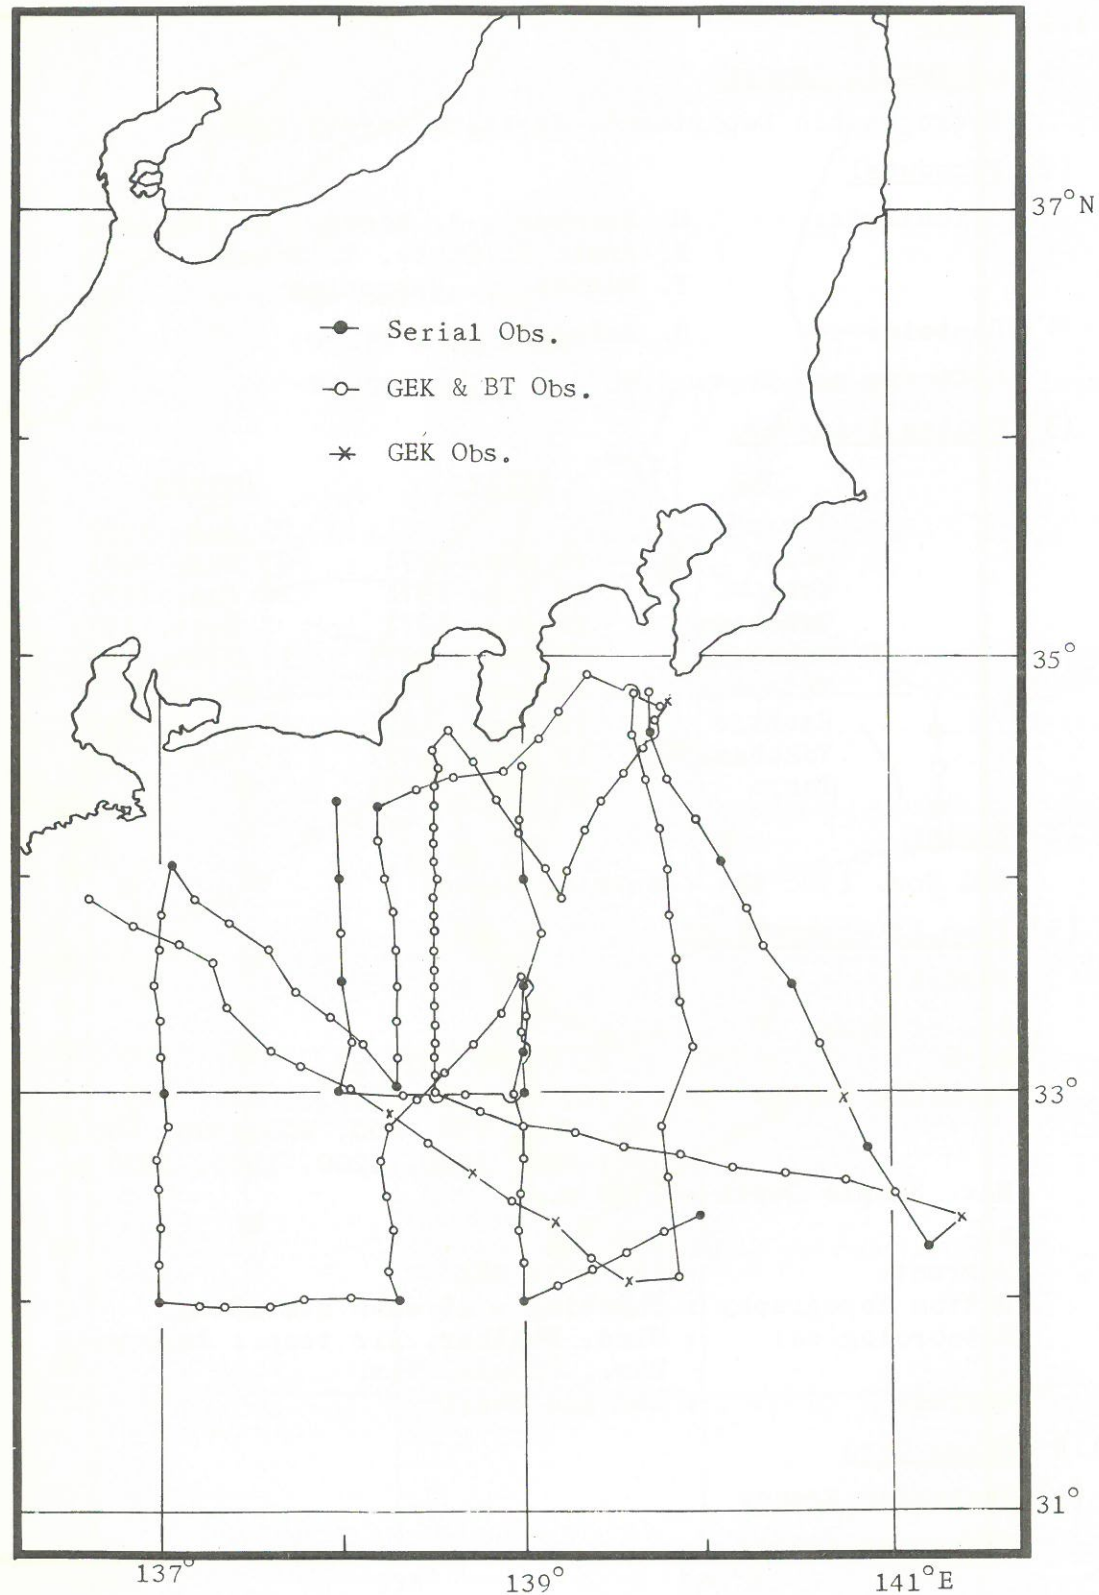 37°N
Serial Obs.
GEK & BT Obs.
GEK Obs.
35°
33°
31°
137°
139°
141°E